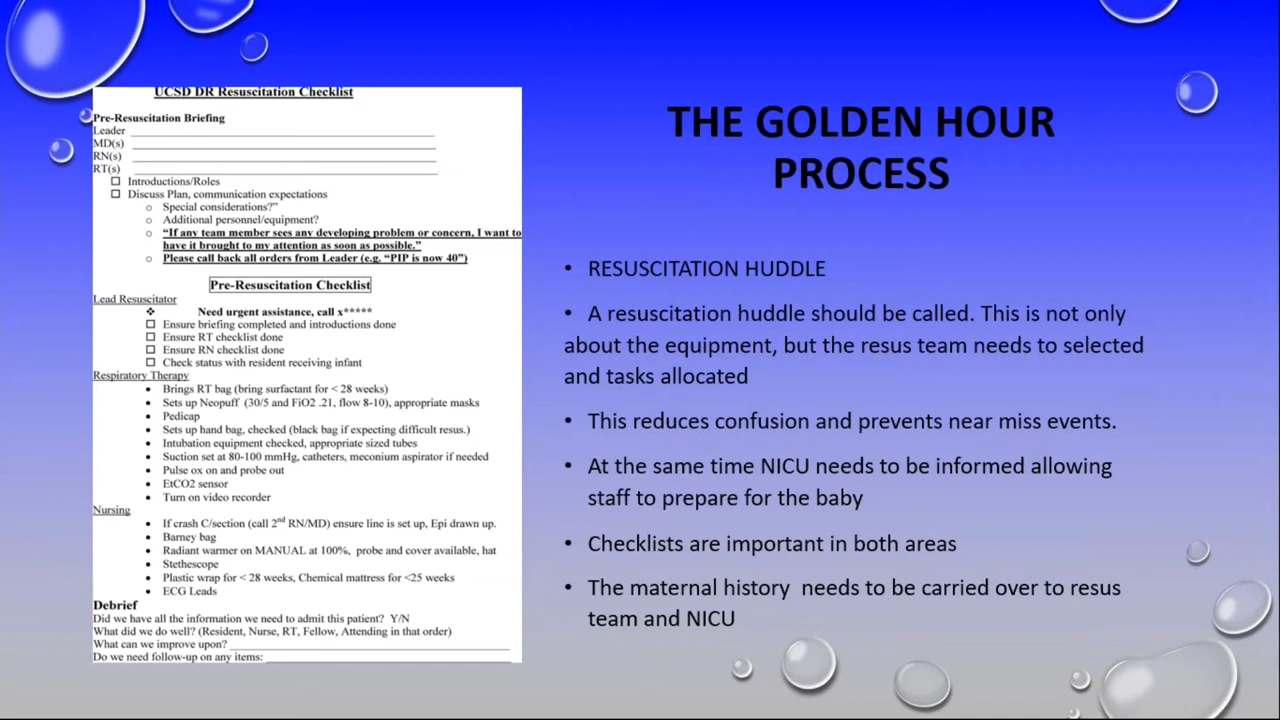 UCSD DR Resuscitation Checklist
Pre-Resuscitation Briefing
Leader
MD(s)
RN(s)
RT(s)
☐ Introductions/Roles
☐ Discuss Plan, communication expectations
o Special considerations?”
o Additional personnel/equipment?
o “If any team member sees any developing problem or concern, I want to
have it brought to my attention as soon as possible.”
o Please call back all orders from Leader (e.g. “PIP is now 40”)
Pre-Resuscitation Checklist
Lead Resuscitator
❖ Need urgent assistance, call x*****
☐ Ensure briefing completed and introductions done
☐ Ensure RT checklist done
☐ Ensure RN checklist done
☐ Check status with resident receiving infant
Respiratory Therapy
• Brings RT bag (bring surfactant for < 28 weeks)
• Sets up Neopuff (30/5 and FiO2 .21, flow 8-10), appropriate masks
• Pedicap
• Sets up hand bag, checked (black bag if expecting difficult resus.)
• Intubation equipment checked, appropriate sized tubes
• Suction set at 80-100 mmHg, catheters, meconium aspirator if needed
• Pulse ox on and probe out
• EtCO2 sensor
• Turn on video recorder
Nursing
• If crash C/section (call 2nd RN/MD) ensure line is set up, Epi drawn up.
• Barney bag
• Radiant warmer on MANUAL at 100%, probe and cover available, hat
• Stethescope
• Plastic wrap for < 28 weeks, Chemical mattress for <25 weeks
• ECG Leads
Debrief
Did we have all the information we need to admit this patient? Y/N
What did we do well? (Resident, Nurse, RT, Fellow, Attending in that order)
What can we improve upon?
Do we need follow-up on any items:
THE GOLDEN HOUR
PROCESS
• RESUSCITATION HUDDLE
• A resuscitation huddle should be called. This is not only
about the equipment, but the resus team needs to selected
and tasks allocated
• This reduces confusion and prevents near miss events.
• At the same time NICU needs to be informed allowing
staff to prepare for the baby
• Checklists are important in both areas
• The maternal history needs to be carried over to resus
team and NICU